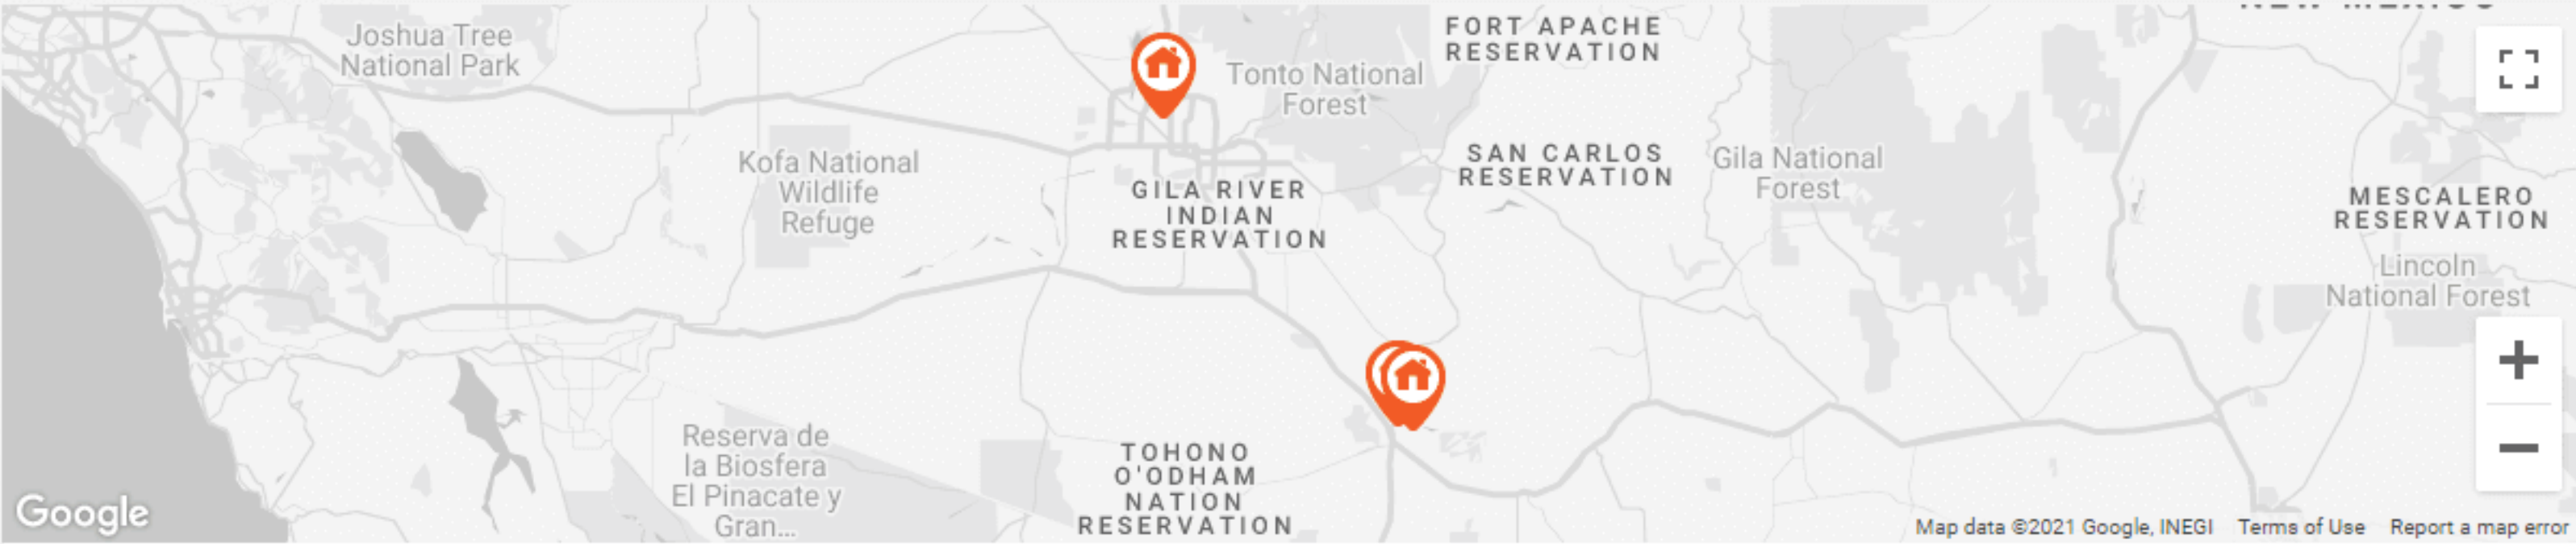 NEW MEXICO
Joshua Tree
National Park
FORT APACHE
RESERVATION
Tonto National
Forest
Kofa National
Wildlife
Refuge
SAN CARLOS
RESERVATION
Gila National
Forest
GILA RIVER
INDIAN
RESERVATION
MESCALERO
RESERVATION
Lincoln
National Forest
Reserva de
la Biosfera
El Pinacate y
Gran...
TOHONO
O'ODHAM
NATION
RESERVATION
Google
Map data ©2021 Google, INEGI Terms of Use Report a map error